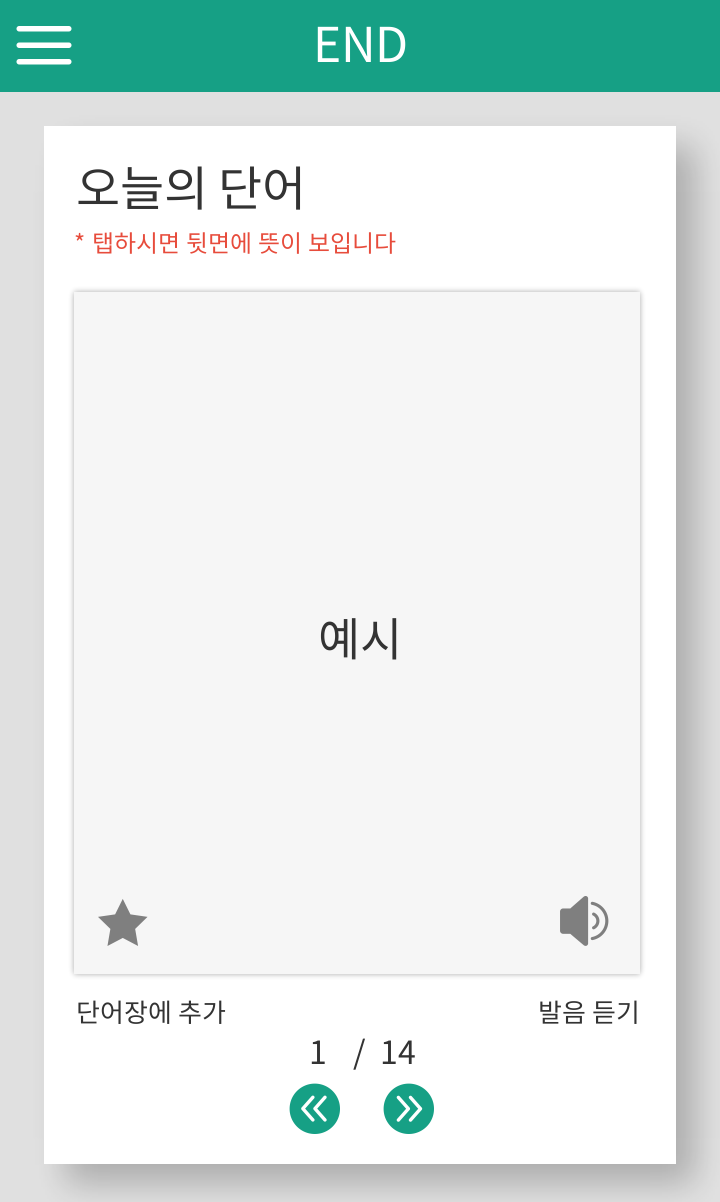 END
오늘의 단어
* 탭하시면 뒷면에 뜻이 보입니다
예시
단어장에 추가
발음 듣기
1 / 14